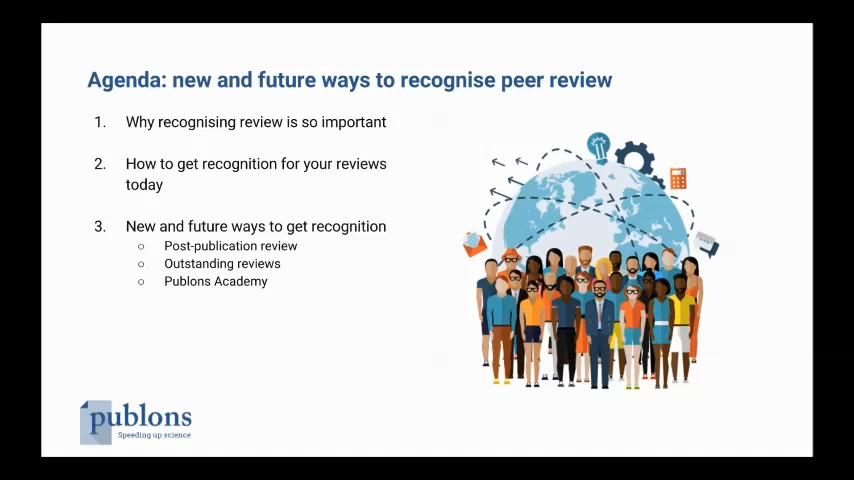 Agenda: new and future ways to recognise peer review
1. Why recognising review is so important
2. How to get recognition for your reviews
today
3. New and future ways to get recognition
○ Post-publication review
○ Outstanding reviews
○ Publons Academy
publons
Speeding up science